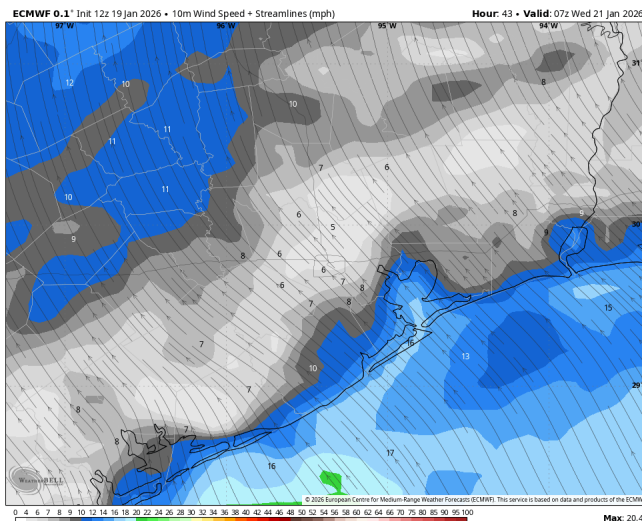 ECMWF 0.1° Init 12z 19 Jan 2026 • 10m Wind Speed + Streamlines (mph)
Hour: 43 • Valid: 07z Wed 21 Jan 2026
97°W 96°W 95°W 94°W
31°
8
12 10
10
11
11
7 6
11
10
6 8 9
5
30
9 9
8 6
6
6 7 8
7 8
15
7 16
13
10
29
7
8
7
8
17
16
WEATHERBELL
© 2026 European Centre for Medium-Range Weather Forecasts (ECMWF). This service is based on data and products of the ECMW
0 4 6 7 8 9 10 12 14 16 18 20 22 24 26 28 30 32 34 36 38 40 42 44 46 48 50 52 54 56 58 60 62 64 66 68 70 75 80 85 90 95 100
Max: 20.4